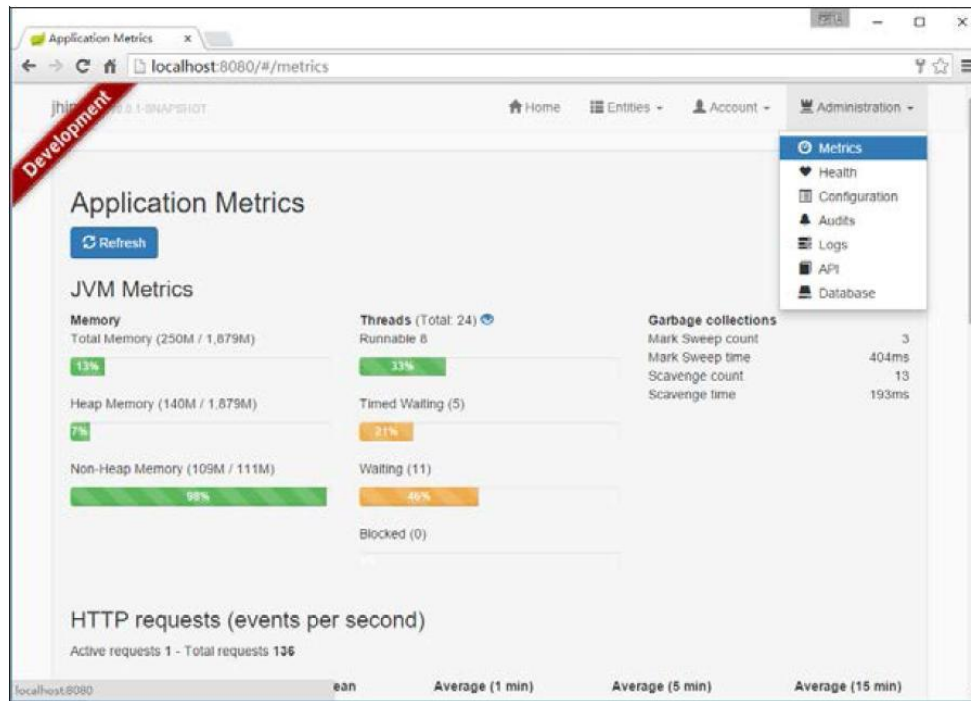 Application Metrics
localhost:8080/#/metrics
Development
Home Entities Account Administration
Metrics
Health
Configuration
Audits
Logs
API
Database
Application Metrics
Refresh
JVM Metrics
Memory
Total Memory (250M / 1,879M)
13%
Heap Memory (140M / 1,879M)
7%
Non-Heap Memory (109M / 111M)
98%
Threads (Total: 24)
Runnable 8
33%
Timed Waiting (5)
21%
Waiting (11)
46%
Blocked (0)
Garbage collections
Mark Sweep count 3
Mark Sweep time 404ms
Scavenge count 13
Scavenge time 193ms
HTTP requests (events per second)
Active requests 1 - Total requests 136
Average (1 min) Average (5 min) Average (15 min)
localhost:8080